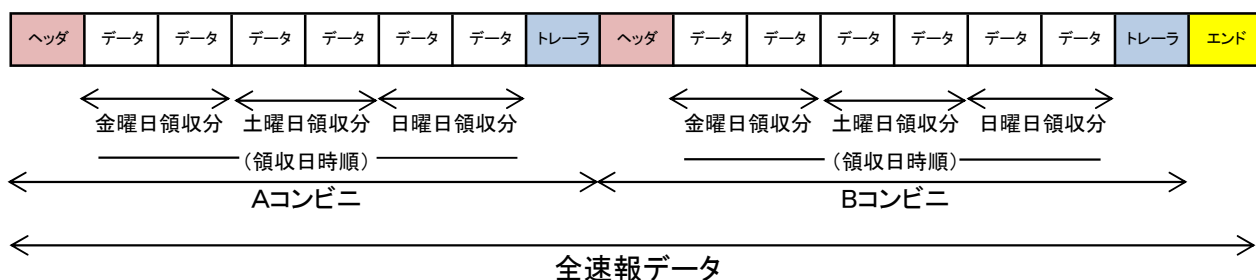 ヘッダ データ データ データ データ データ データ トレーラ ヘッダ データ データ データ データ データ データ トレーラ エンド
金曜日領収分 土曜日領収分 日曜日領収分 金曜日領収分 土曜日領収分 日曜日領収分
(領収日時順) (領収日時順)
Aコンビニ Bコンビニ
全速報データ